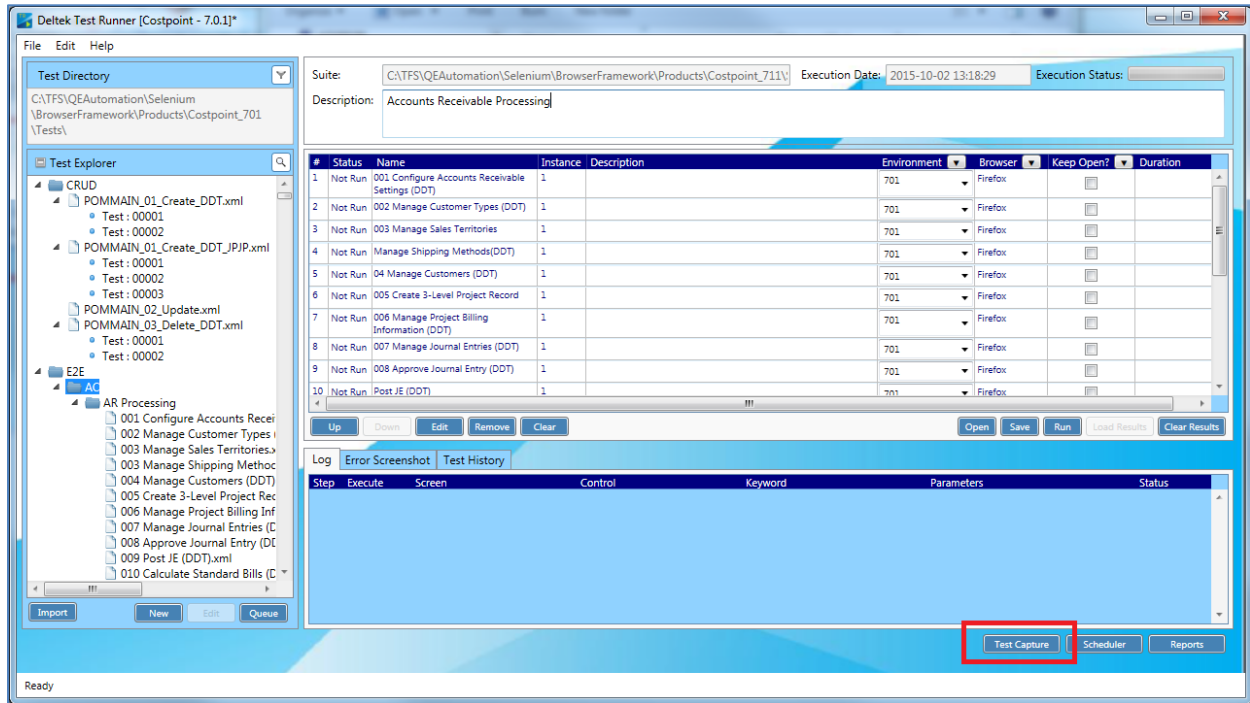 Deltek Test Runner [Costpoint - 7.0.1]*
File Edit Help
Test Directory
C:\TFS\QEAutomation\Selenium
\BrowserFramework\Products\Costpoint_701
\Tests\
Test Explorer
CRUD
POMMAIN_01_Create_DDT.xml
Test : 00001
Test : 00002
POMMAIN_01_Create_DDT_JPJP.xml
Test : 00001
Test : 00002
Test : 00003
POMMAIN_02_Update.xml
POMMAIN_03_Delete_DDT.xml
Test : 00001
Test : 00002
E2E
AC
AR Processing
001 Configure Accounts Recei
002 Manage Customer Types
003 Manage Sales Territories.x
003 Manage Shipping Methoc
004 Manage Customers (DDT)
005 Create 3-Level Project Rec
006 Manage Project Billing Inf
007 Manage Journal Entries (D
008 Approve Journal Entry (DD
009 Post JE (DDT).xml
010 Calculate Standard Bills (D
Import New Edit Queue
Suite: C:\TFS\QEAutomation\Selenium\BrowserFramework\Products\Costpoint_711\ Execution Date: 2015-10-02 13:18:29 Execution Status:
Description: Accounts Receivable Processing
# Status Name Instance Description Environment Browser Keep Open? Duration
1 Not Run 001 Configure Accounts Receivable 1 701 Firefox
Settings (DDT)
2 Not Run 002 Manage Customer Types (DDT) 1 701 Firefox
3 Not Run 003 Manage Sales Territories 1 701 Firefox
4 Not Run Manage Shipping Methods(DDT) 1 701 Firefox
5 Not Run 04 Manage Customers (DDT) 1 701 Firefox
6 Not Run 005 Create 3-Level Project Record 1 701 Firefox
7 Not Run 006 Manage Project Billing 1 701 Firefox
Information (DDT)
8 Not Run 007 Manage Journal Entries (DDT) 1 701 Firefox
9 Not Run 008 Approve Journal Entry (DDT) 1 701 Firefox
10 Not Run Post JE (DDT) 1 701 Firefox
Up Down Edit Remove Clear Open Save Run Load Results Clear Results
Log Error Screenshot Test History
Step Execute Screen Control Keyword Parameters Status
Test Capture Scheduler Reports
Ready